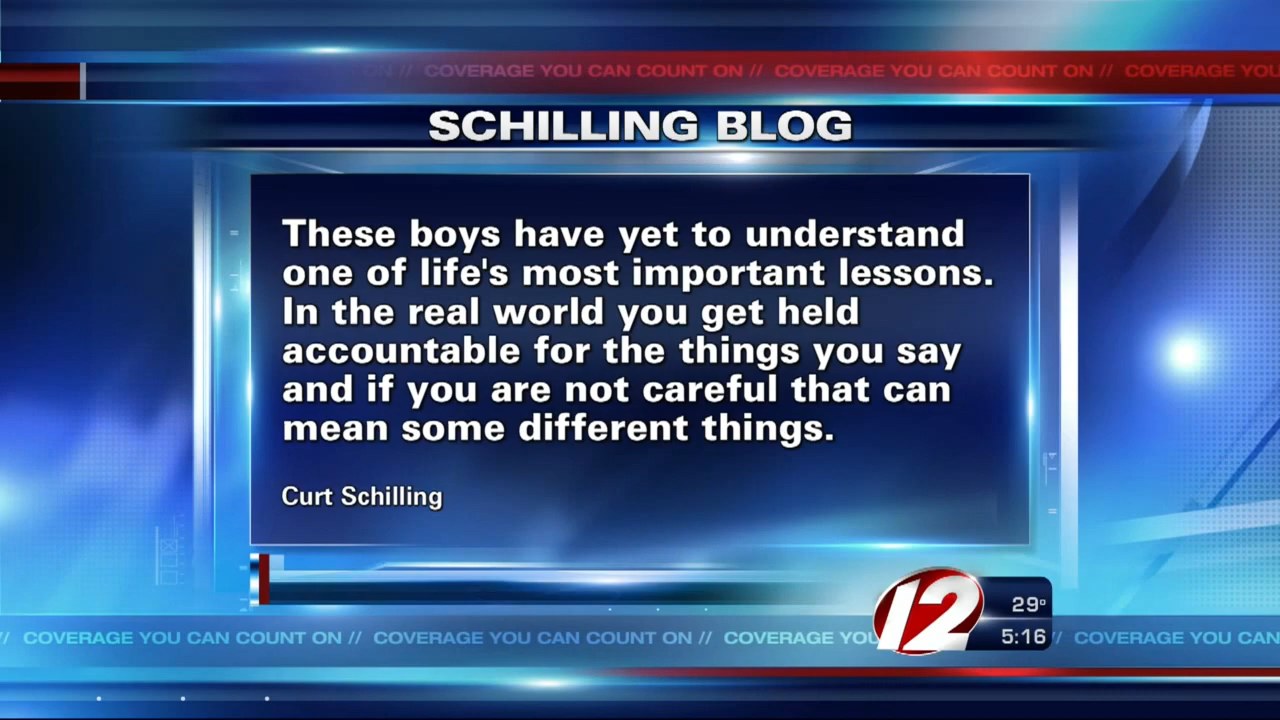 ON // COVERAGE YOU CAN COUNT ON // COVERAGE YOU CAN COUNT ON // COVERAGE YOU
SCHILLING BLOG
These boys have yet to understand
one of life's most important lessons.
In the real world you get held
accountable for the things you say
and if you are not careful that can
mean some different things.
Curt Schilling
12
29°
5:16
// COVERAGE YOU CAN COUNT ON // COVERAGE YOU CAN COUNT ON // COVERAGE YOU // COVERAGE YOU CAN